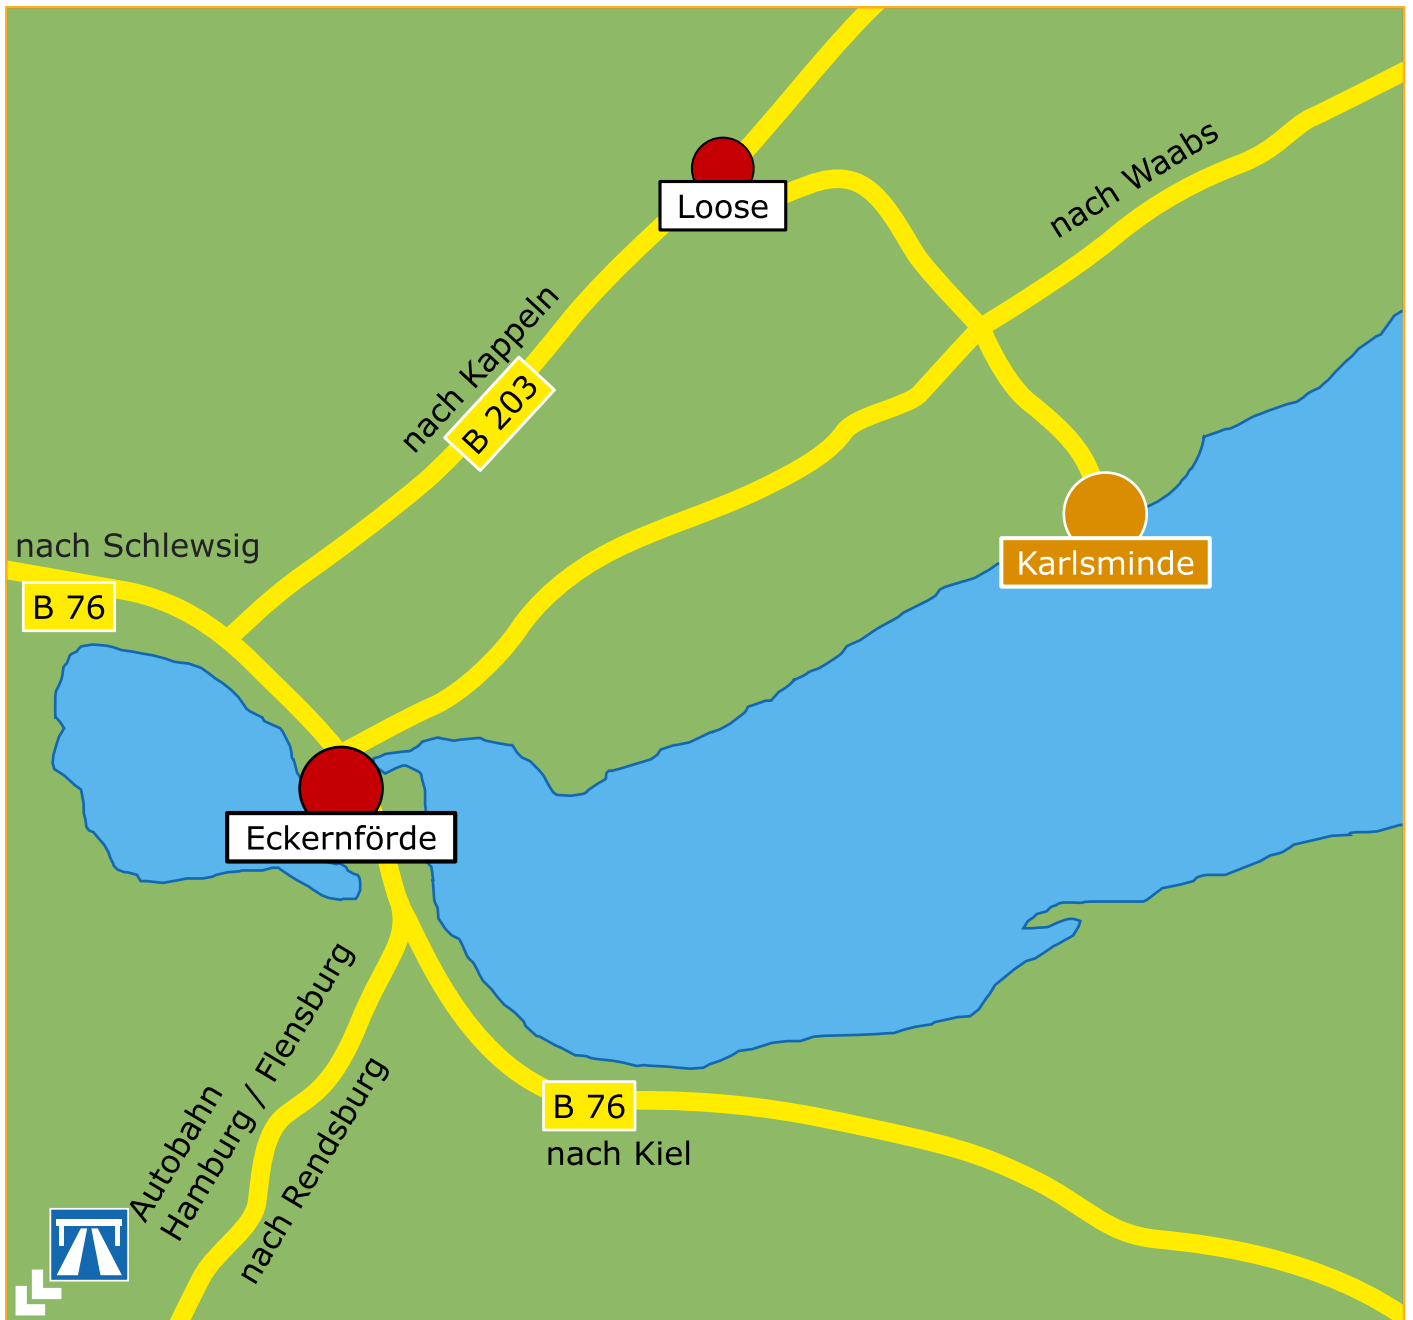 Loose
nach Waabs
nach Kappeln
B 203
nach Schlewsig
B 76
Karlsminde
Eckernförde
Autobahn
Hamburg / Flensburg
nach Rendsburg
B 76
nach Kiel